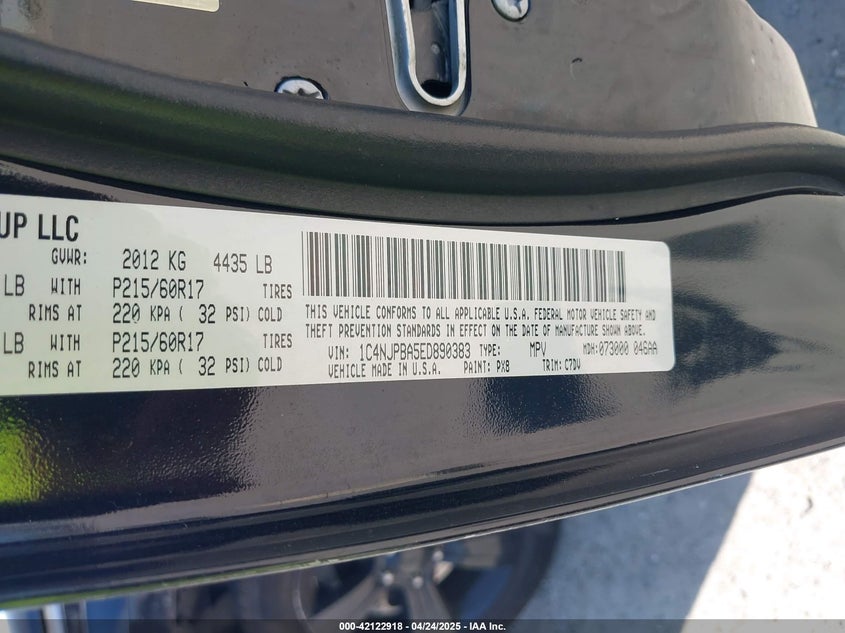 UP LLC
GVWR: 2012 KG 4435 LB
LB WITH P215/60R17 TIRES
RIMS AT 220 KPA ( 32 PSI) COLD
LB WITH P215/60R17 TIRES
RIMS AT 220 KPA ( 32 PSI) COLD
THIS VEHICLE CONFORMS TO ALL APPLICABLE U.S.A. FEDERAL MOTOR VEHICLE SAFETY AND
THEFT PREVENTION STANDARDS IN EFFECT ON THE DATE OF MANUFACTURE SHOWN ABOVE.
VIN: 1C4NJPBA5ED890383 TYPE: MPV MDH: 073000 046AA
VEHICLE MADE IN U.S.A. PAINT: PX8 TRIM: C7DV
000-42122918 - 04/24/2025 - IAA Inc.